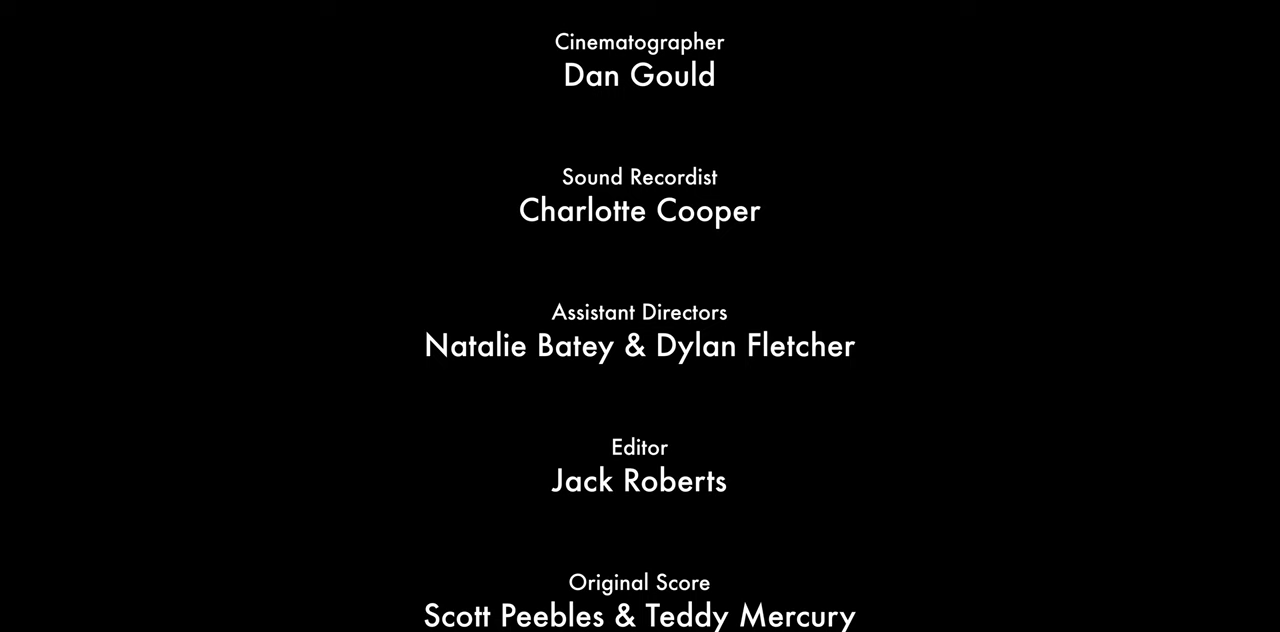 Cinematographer
Dan Gould
Sound Recordist
Charlotte Cooper
Assistant Directors
Natalie Batey & Dylan Fletcher
Editor
Jack Roberts
Original Score
Scott Peebles & Teddy Mercury